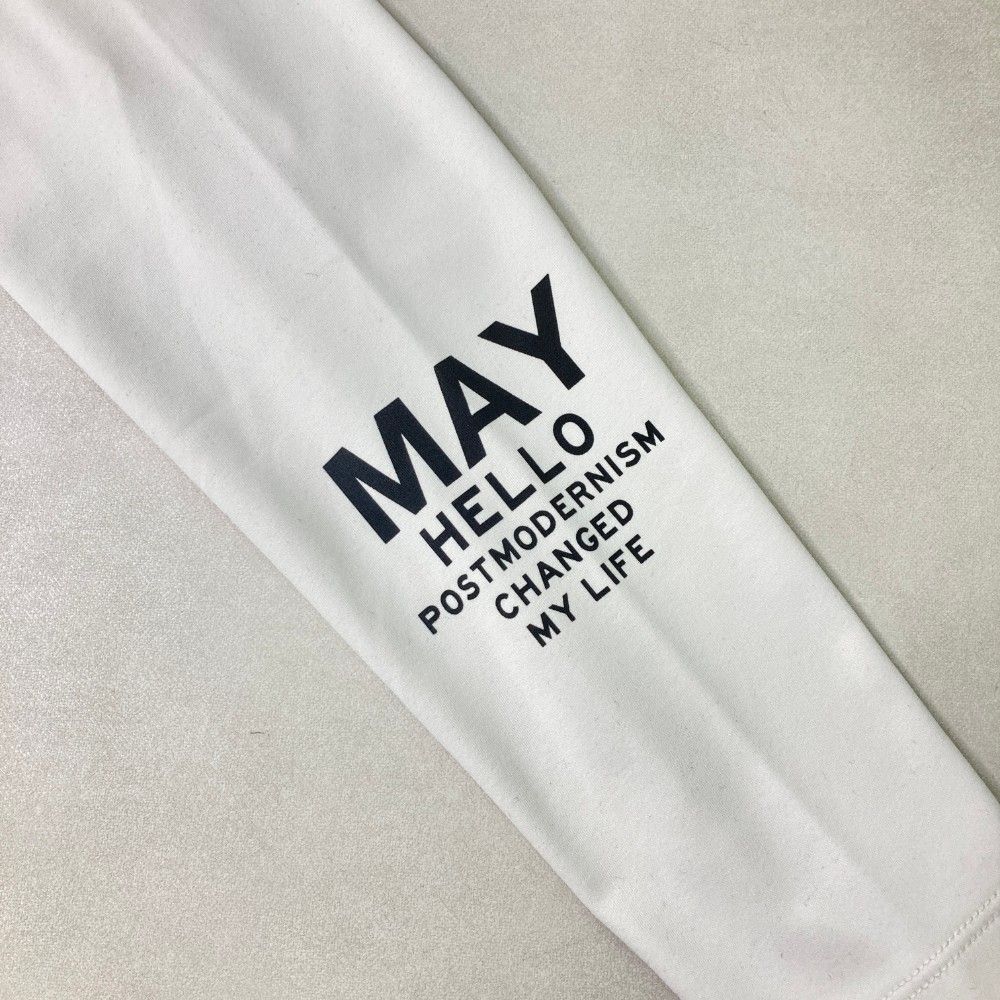 MAY
HELLO
POSTMODERNISM
CHANGED
MY LIFE